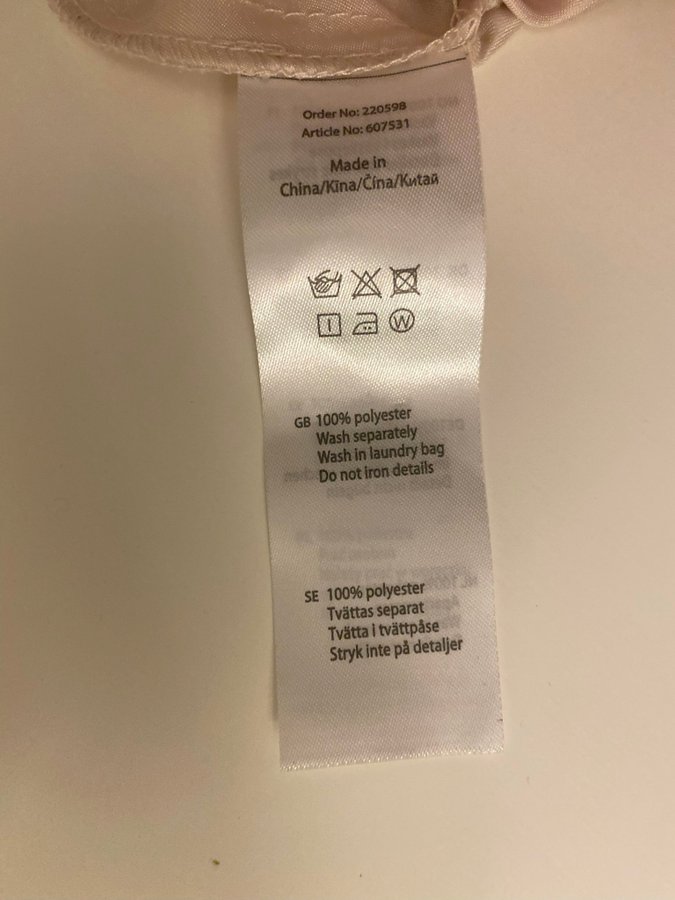 Order No: 220598
Article No: 607531
Made in
China/Kīna/Čína/Китай
W
GB 100% polyester
Wash separately
Wash in laundry bag
Do not iron details
SE 100% polyester
Tvättas separat
Tvätta i tvättpåse
Stryk inte på detaljer